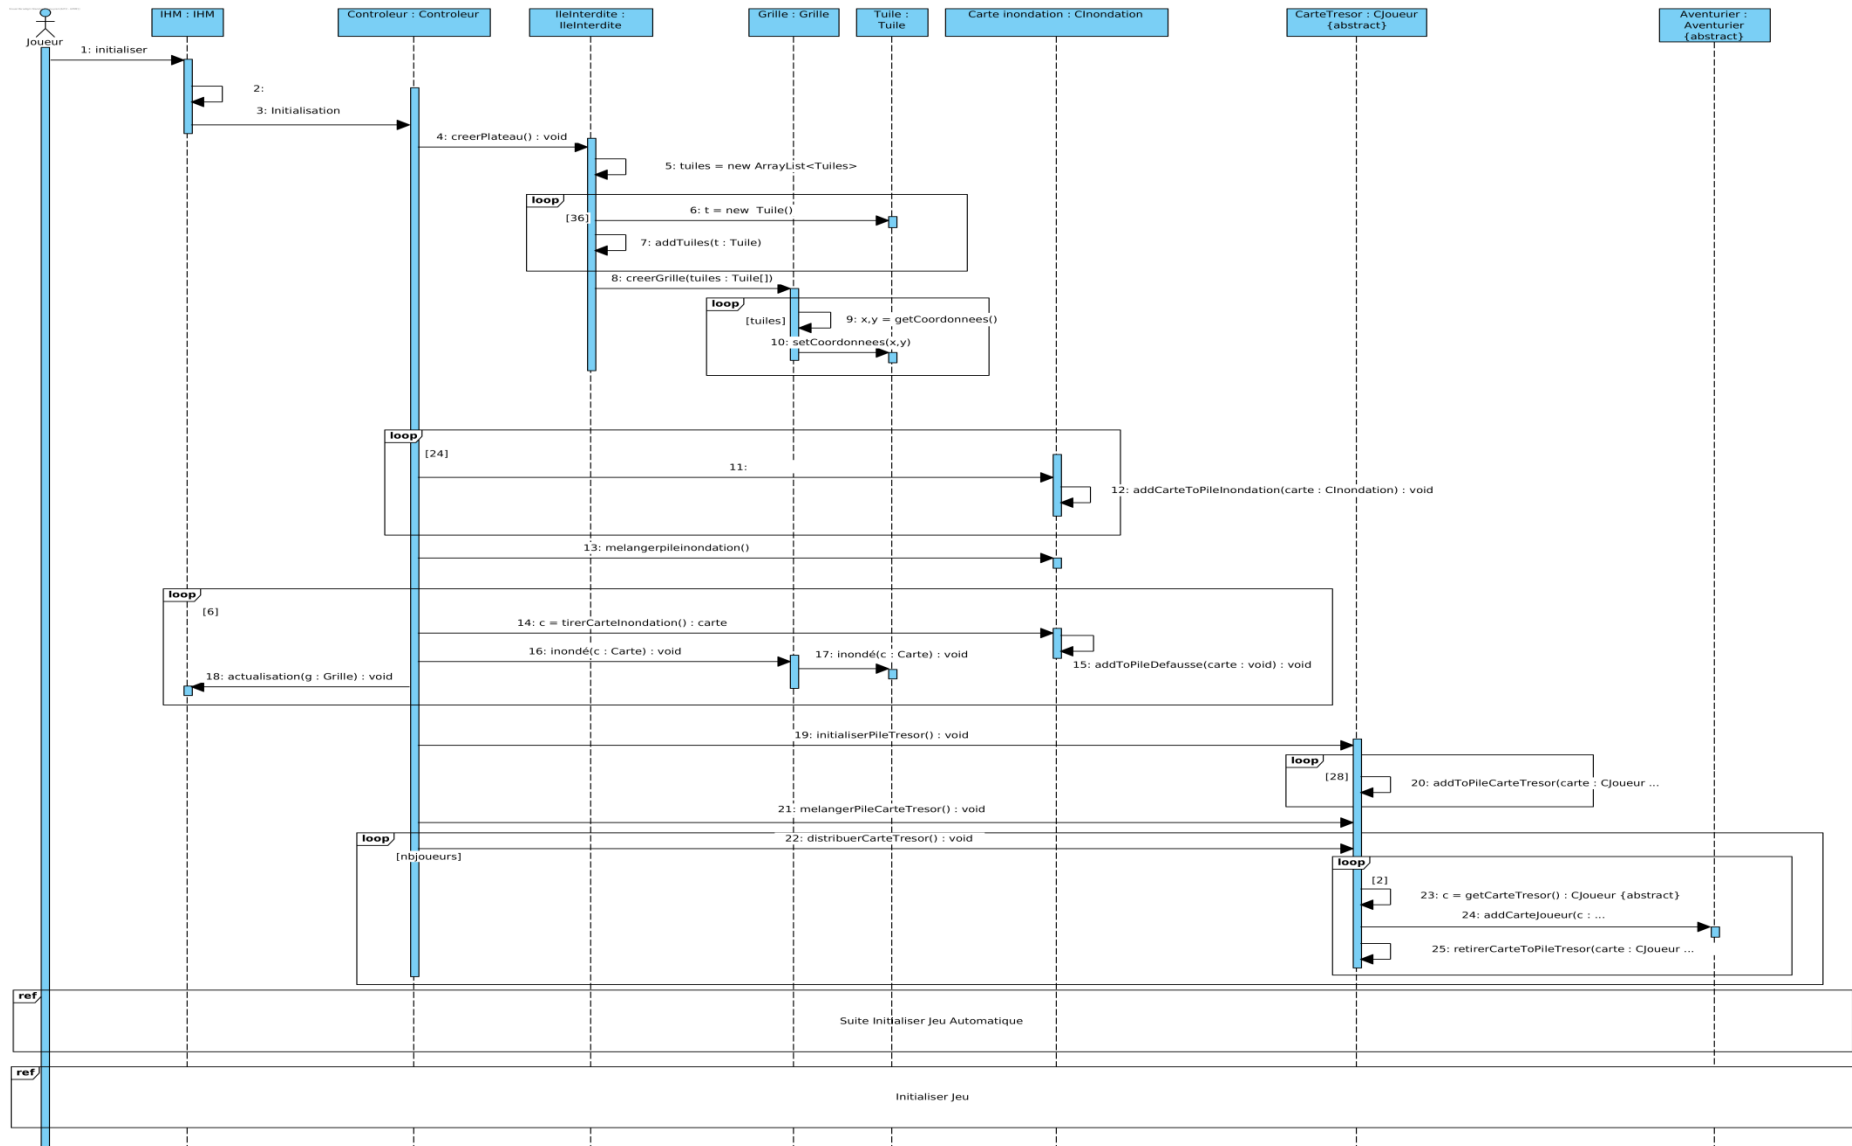 IHM : IHM
Controleur : Controleur
IleInterdite :
IleInterdite
Grille : Grille
Tuile :
Tuile
Carte inondation : CInondation
CarteTresor : CJoueur
{abstract}
Aventurier :
Aventurier
{abstract}
Joueur
1: initialiser
2:
3: Initialisation
4: creerPlateau() : void
5: tuiles = new ArrayList<Tuiles>
loop
[36]
6: t = new  Tuile()
7: addTuiles(t : Tuile)
8: creerGrille(tuiles : Tuile[])
loop
[tuiles]
9: x,y = getCoordonnees()
10: setCoordonnees(x,y)
loop
[24]
11:
12: addCarteToPileInondation(carte : CInondation) : void
13: melangerpileinondation()
loop
[6]
14: c = tirerCarteInondation() : carte
16: inondé(c : Carte) : void
17: inondé(c : Carte) : void
15: addToPileDefausse(carte : void) : void
18: actualisation(g : Grille) : void
19: initialiserPileTresor() : void
loop
[28]
20: addToPileCarteTresor(carte : CJoueur ...
21: melangerPileCarteTresor() : void
loop
22: distribuerCarteTresor() : void
[nbjoueurs]
loop
[2]
23: c = getCarteTresor() : CJoueur {abstract}
24: addCarteJoueur(c : ...
25: retirerCarteToPileTresor(carte : CJoueur ...
ref
Suite Initialiser Jeu Automatique
ref
Initialiser Jeu